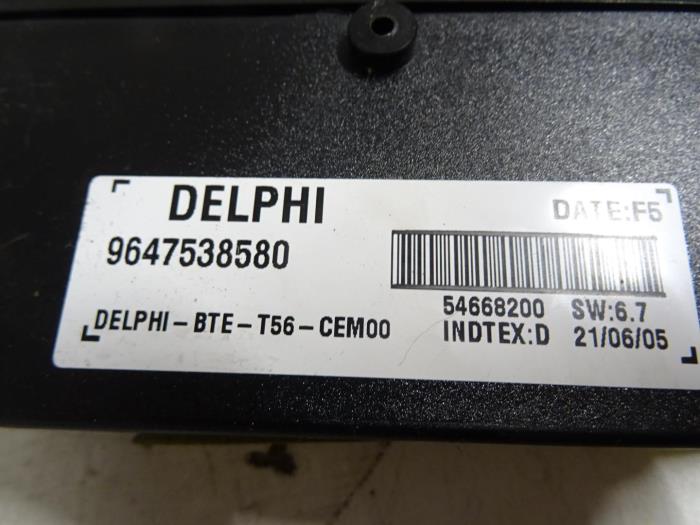 DELPHI
DATE:F5
9647538580
54668200 SW:6.7
DELPHI-BTE-T56-CEM00
INDTEX:D 21/06/05